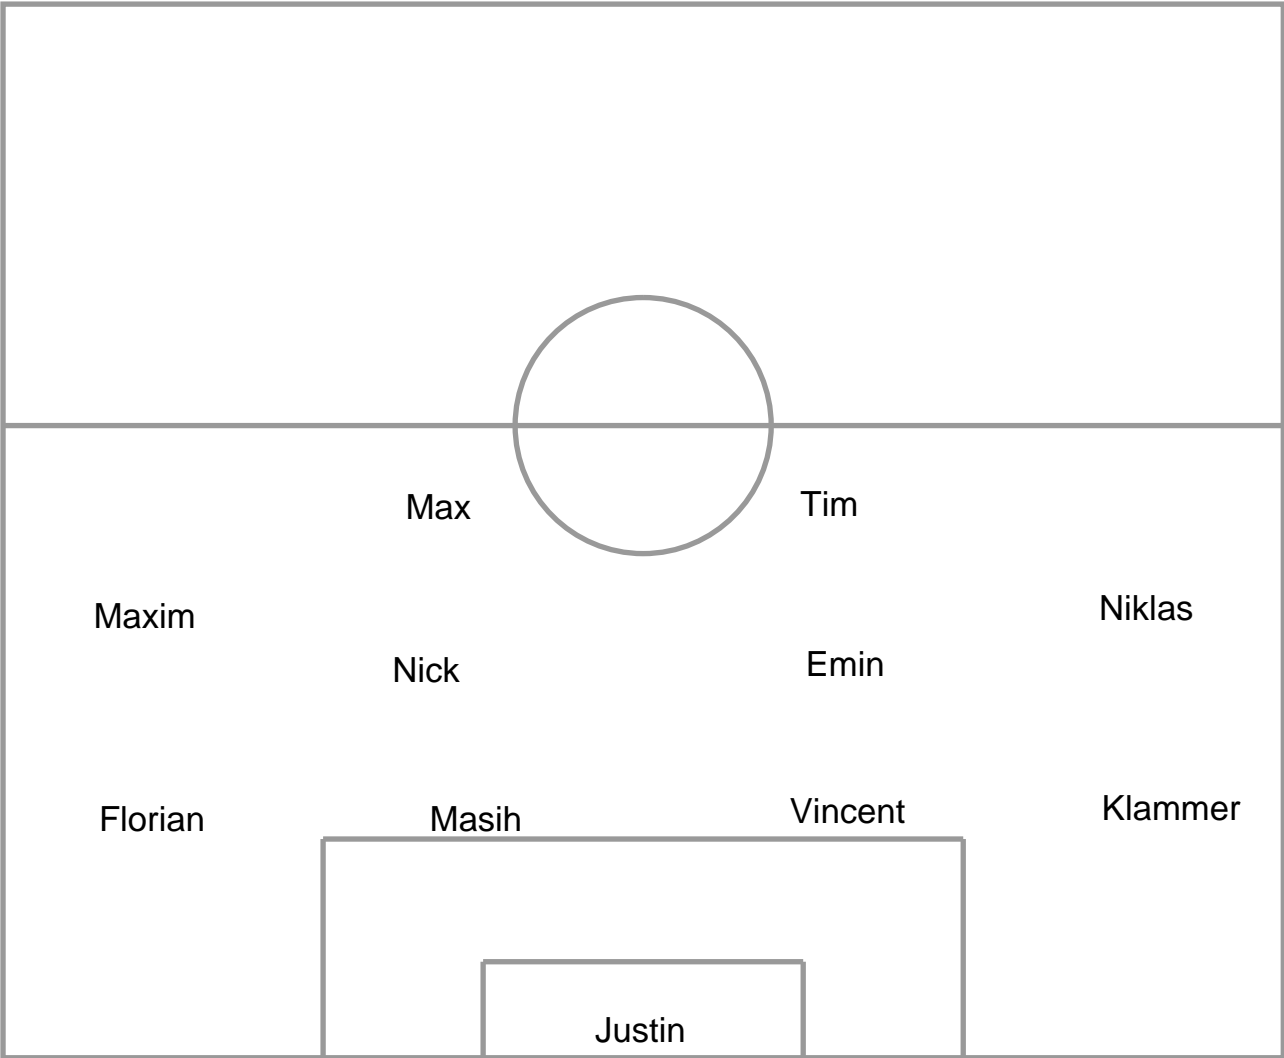 Max
Tim
Maxim
Niklas
Nick
Emin
Florian
Masih
Vincent
Klammer
Justin